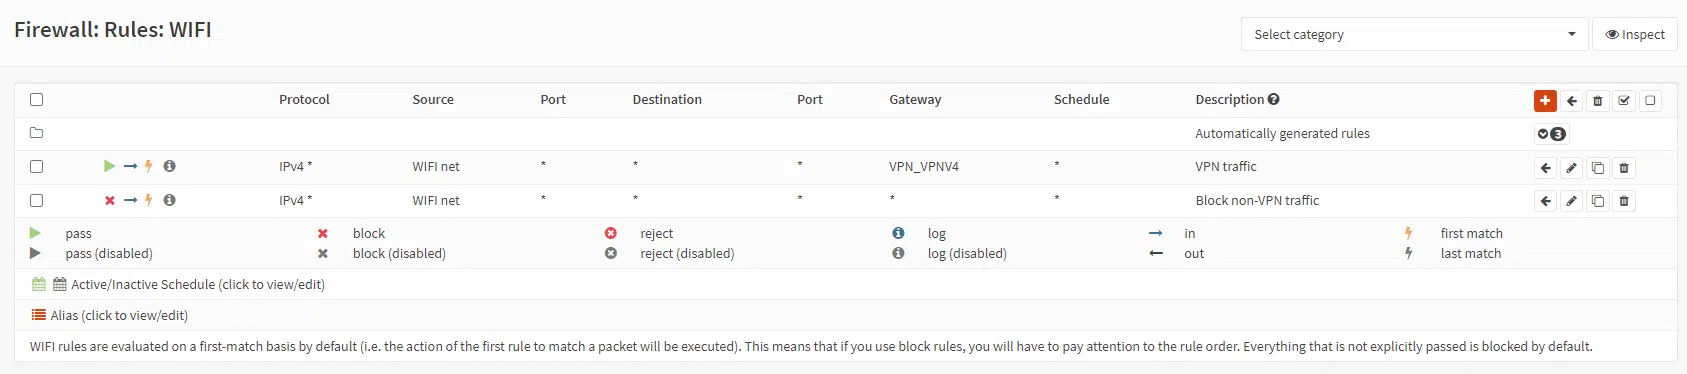 Firewall: Rules: WIFI
Select category Inspect
Protocol Source Port Destination Port Gateway Schedule Description
Automatically generated rules 3
IPv4 * WIFI net * * * VPN_VPNV4 * VPN traffic
IPv4 * WIFI net * * * * * Block non-VPN traffic
pass block reject log in first match
pass (disabled) block (disabled) reject (disabled) log (disabled) out last match
Active/Inactive Schedule (click to view/edit)
Alias (click to view/edit)
WIFI rules are evaluated on a first-match basis by default (i.e. the action of the first rule to match a packet will be executed). This means that if you use block rules, you will have to pay attention to the rule order. Everything that is not explicitly passed is blocked by default.